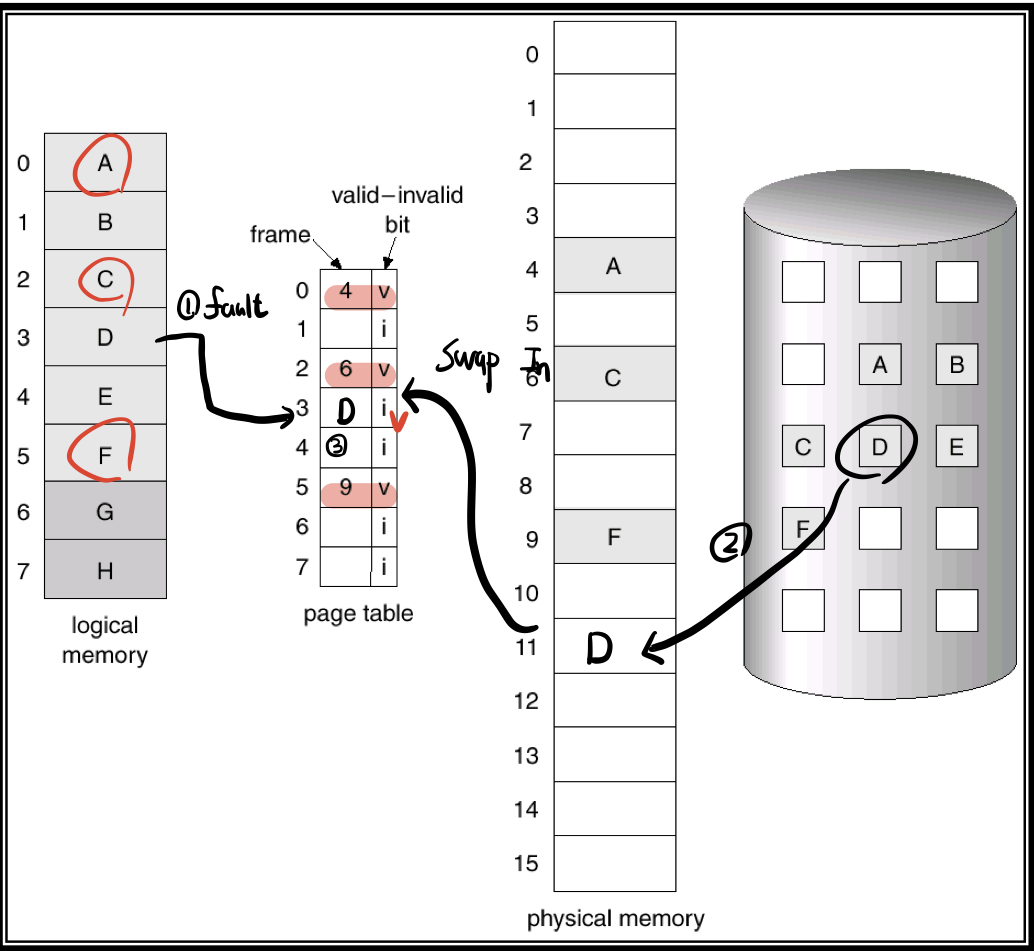 0 A
1 B
2 C
3 D
4 E
5 F
6 G
7 H
logical
memory
① fault
valid–invalid
bit
frame
0 4 v
1 i
2 6 v
3 D i v
4 ③ i
5 9 v
6 i
7 i
page table
Swap In
0
1
2
3
4 A
5
6 C
7
8
9 F
10
11 D
12
13
14
15
physical memory
②
A B
C D E
F